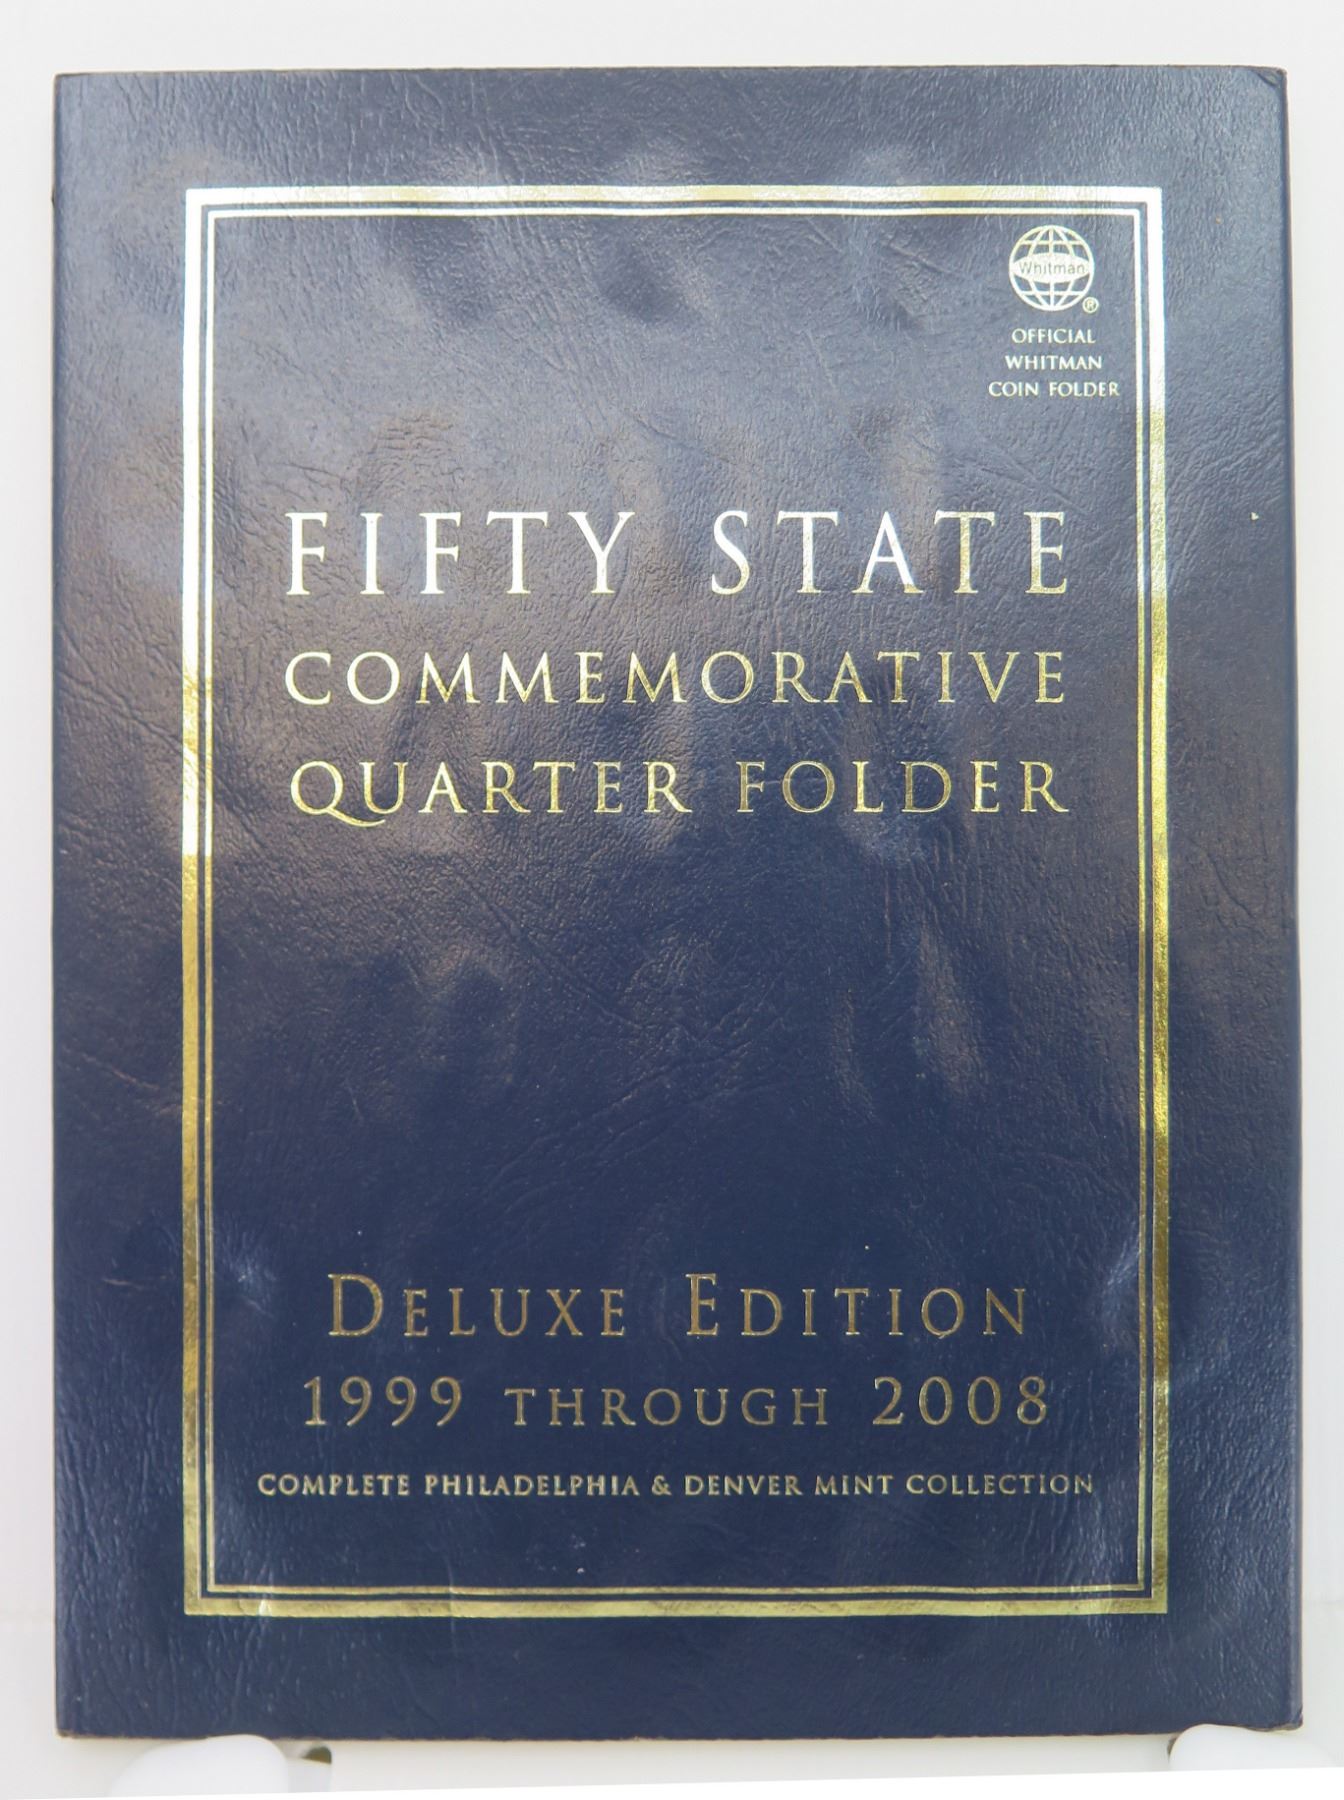 Whitman®
OFFICIAL
WHITMAN
COIN FOLDER
FIFTY STATE
COMMEMORATIVE
QUARTER FOLDER
DELUXE EDITION
1999 THROUGH 2008
COMPLETE PHILADELPHIA & DENVER MINT COLLECTION